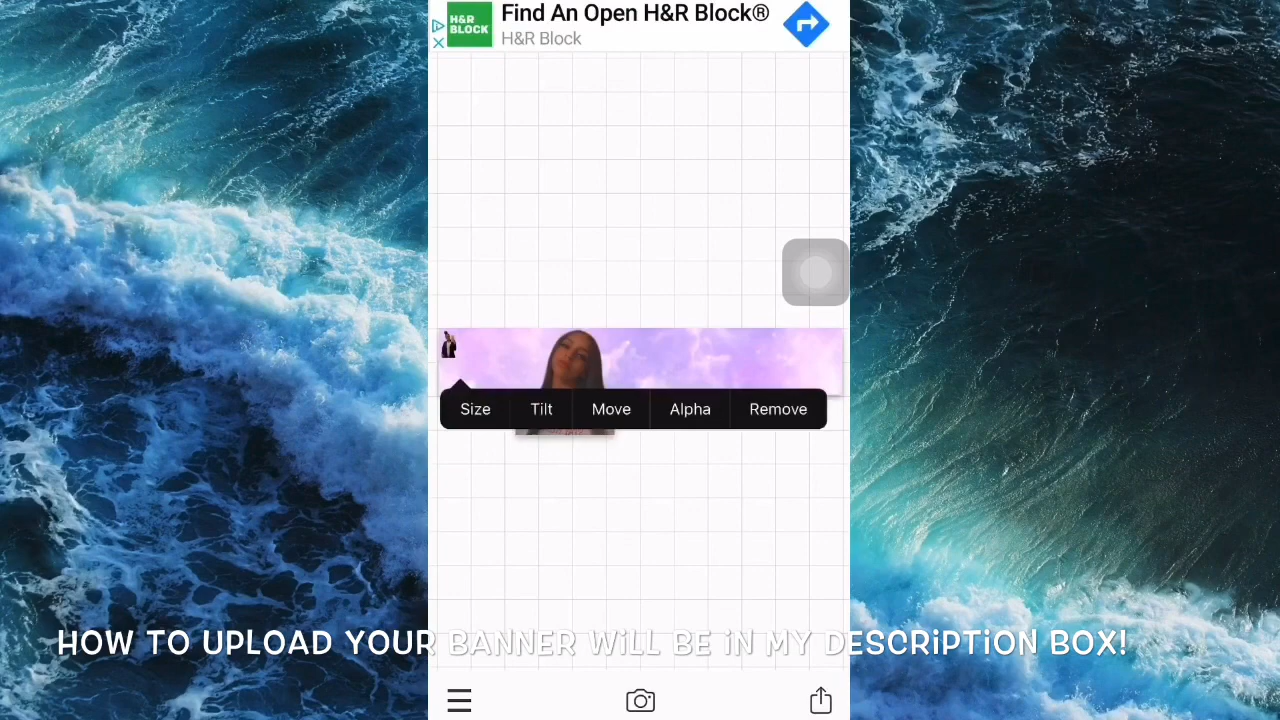 H&R
BLOCK
Find An Open H&R Block®
H&R Block
Size Tilt Move Alpha Remove
HOW TO UPLOAD YOUR BANNER WiLL BE iN MY DESCRiPTiON BOX!